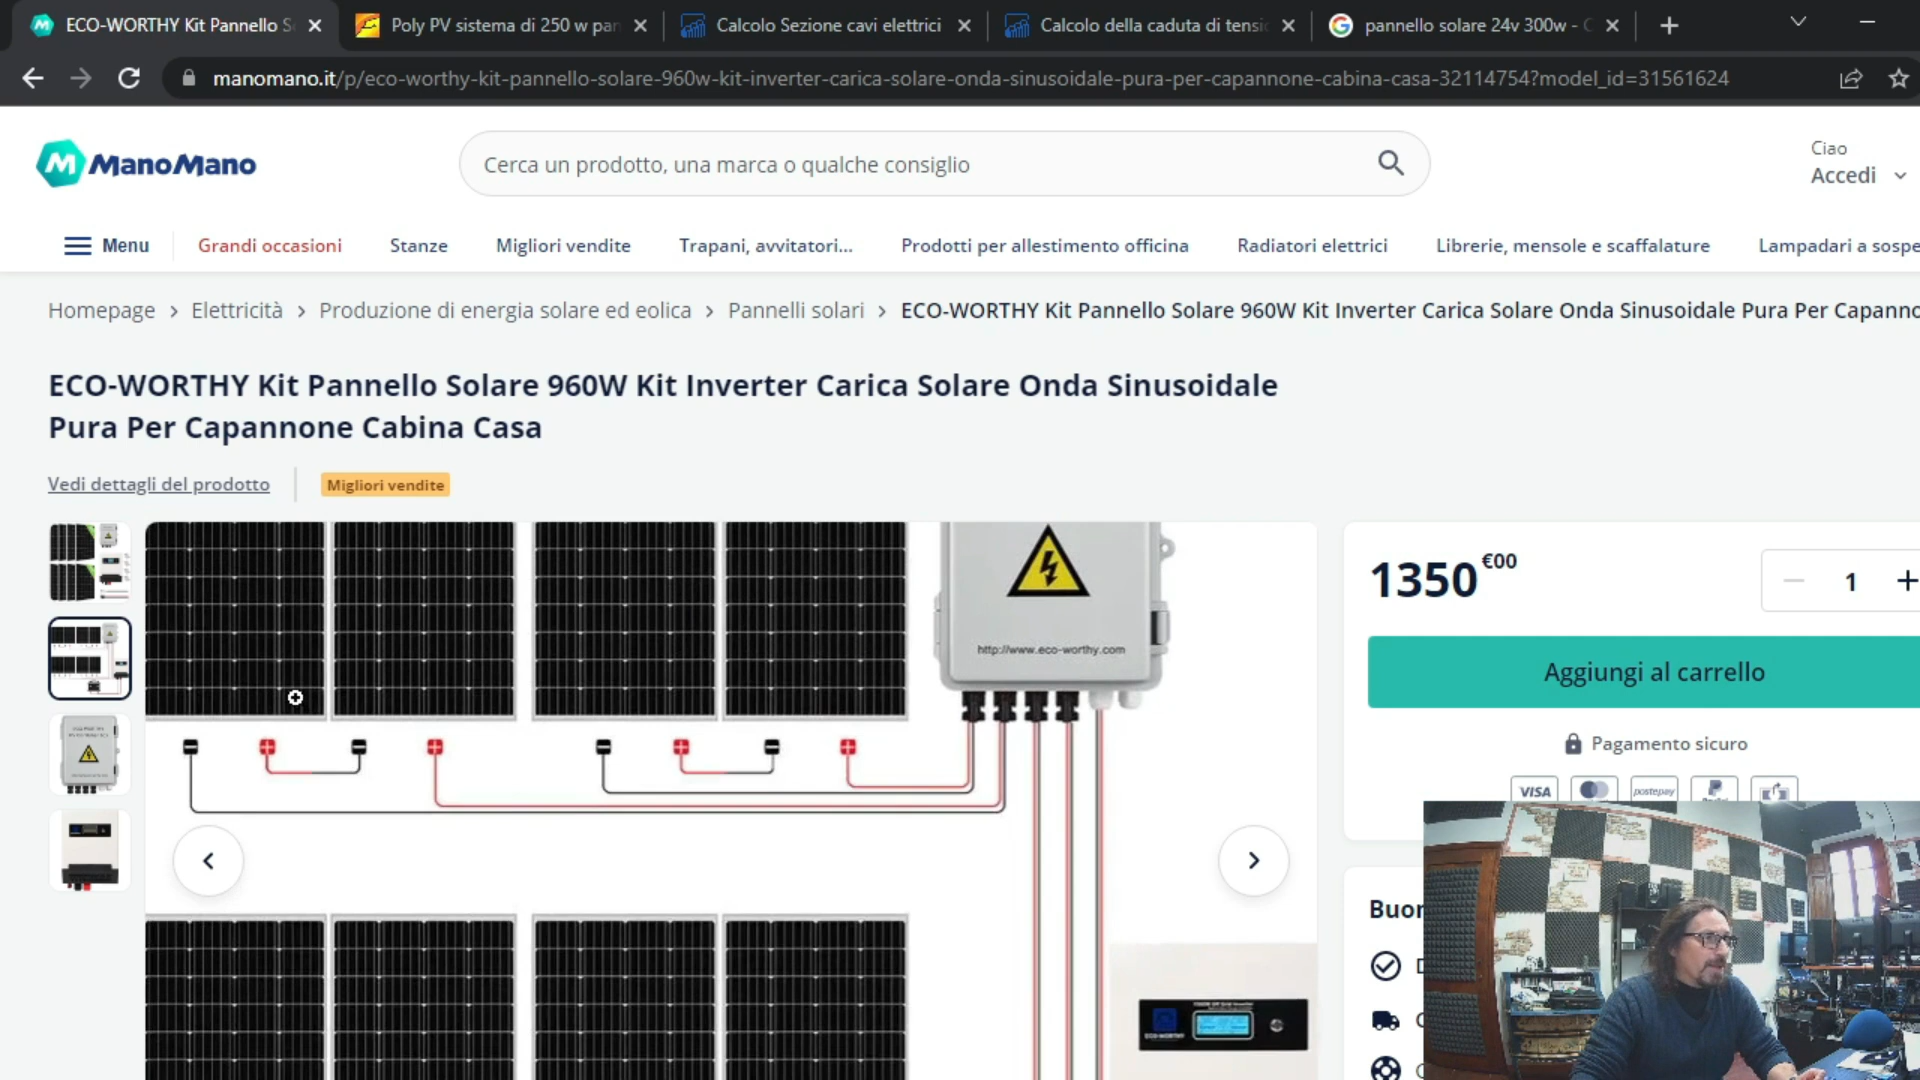 ECO-WORTHY Kit Pannello S
Poly PV sistema di 250 w pan
Calcolo Sezione cavi elettrici
Calcolo della caduta di tensi
pannello solare 24v 300w -
manomano.it/p/eco-worthy-kit-pannello-solare-960w-kit-inverter-carica-solare-onda-sinusoidale-pura-per-capannone-cabina-casa-32114754?model_id=31561624
ManoMano
Cerca un prodotto, una marca o qualche consiglio
Ciao
Accedi
Menu
Grandi occasioni
Stanze
Migliori vendite
Trapani, avvitatori...
Prodotti per allestimento officina
Radiatori elettrici
Librerie, mensole e scaffalature
Lampadari a sospe
Homepage > Elettricità > Produzione di energia solare ed eolica > Pannelli solari > ECO-WORTHY Kit Pannello Solare 960W Kit Inverter Carica Solare Onda Sinusoidale Pura Per Capanno
ECO-WORTHY Kit Pannello Solare 960W Kit Inverter Carica Solare Onda Sinusoidale
Pura Per Capannone Cabina Casa
Vedi dettagli del prodotto
Migliori vendite
http://www.eco-worthy.com
1350 €00
1
Aggiungi al carrello
Pagamento sicuro
VISA
postepay
Buor